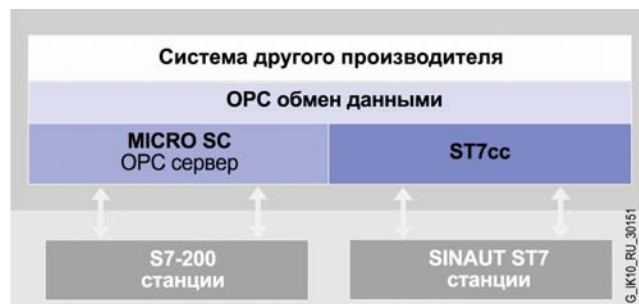 Система другого производителя
OPC обмен данными
MICRO SC
OPC сервер
ST7cc
S7-200
станции
SINAUT ST7
станции
G_IK10_RU_30151